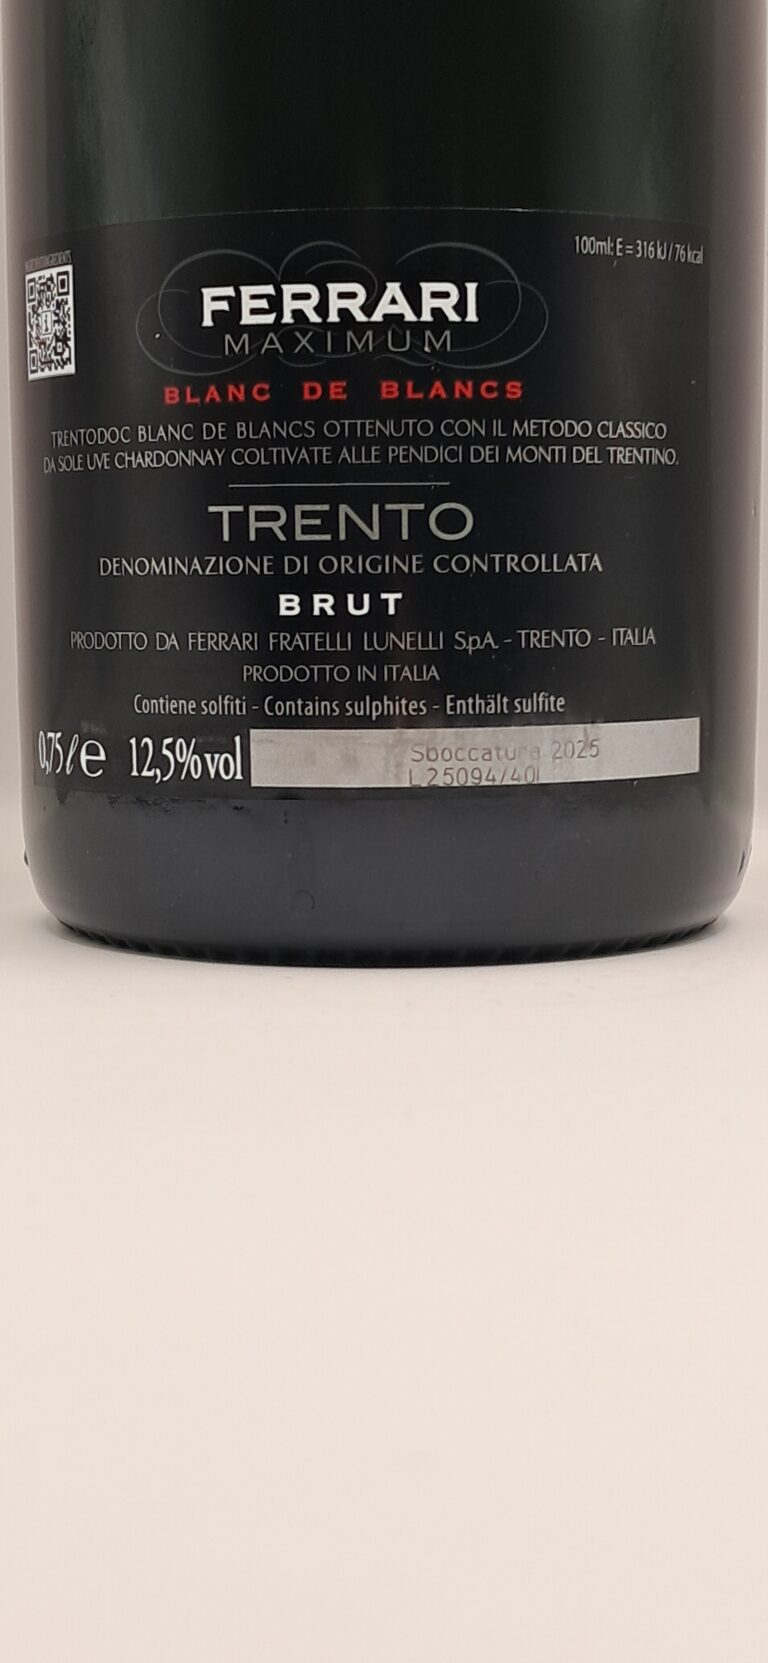 100ml: E = 316 kJ / 76 kcal
FERRARI
MAXIMUM
BLANC DE BLANCS
TRENTODOC BLANC DE BLANCS OTTENUTO CON IL METODO CLASSICO
DA SOLE UVE CHARDONNAY COLTIVATE ALLE PENDICI DEI MONTI DEL TRENTINO.
TRENTO
DENOMINAZIONE DI ORIGINE CONTROLLATA
BRUT
PRODOTTO DA FERRARI FRATELLI LUNELLI S.p.A. - TRENTO - ITALIA
PRODOTTO IN ITALIA
Contiene solfiti - Contains sulphites - Enthält sulfite
0,75 ℓ e 12,5% vol
Sboccatura 2025